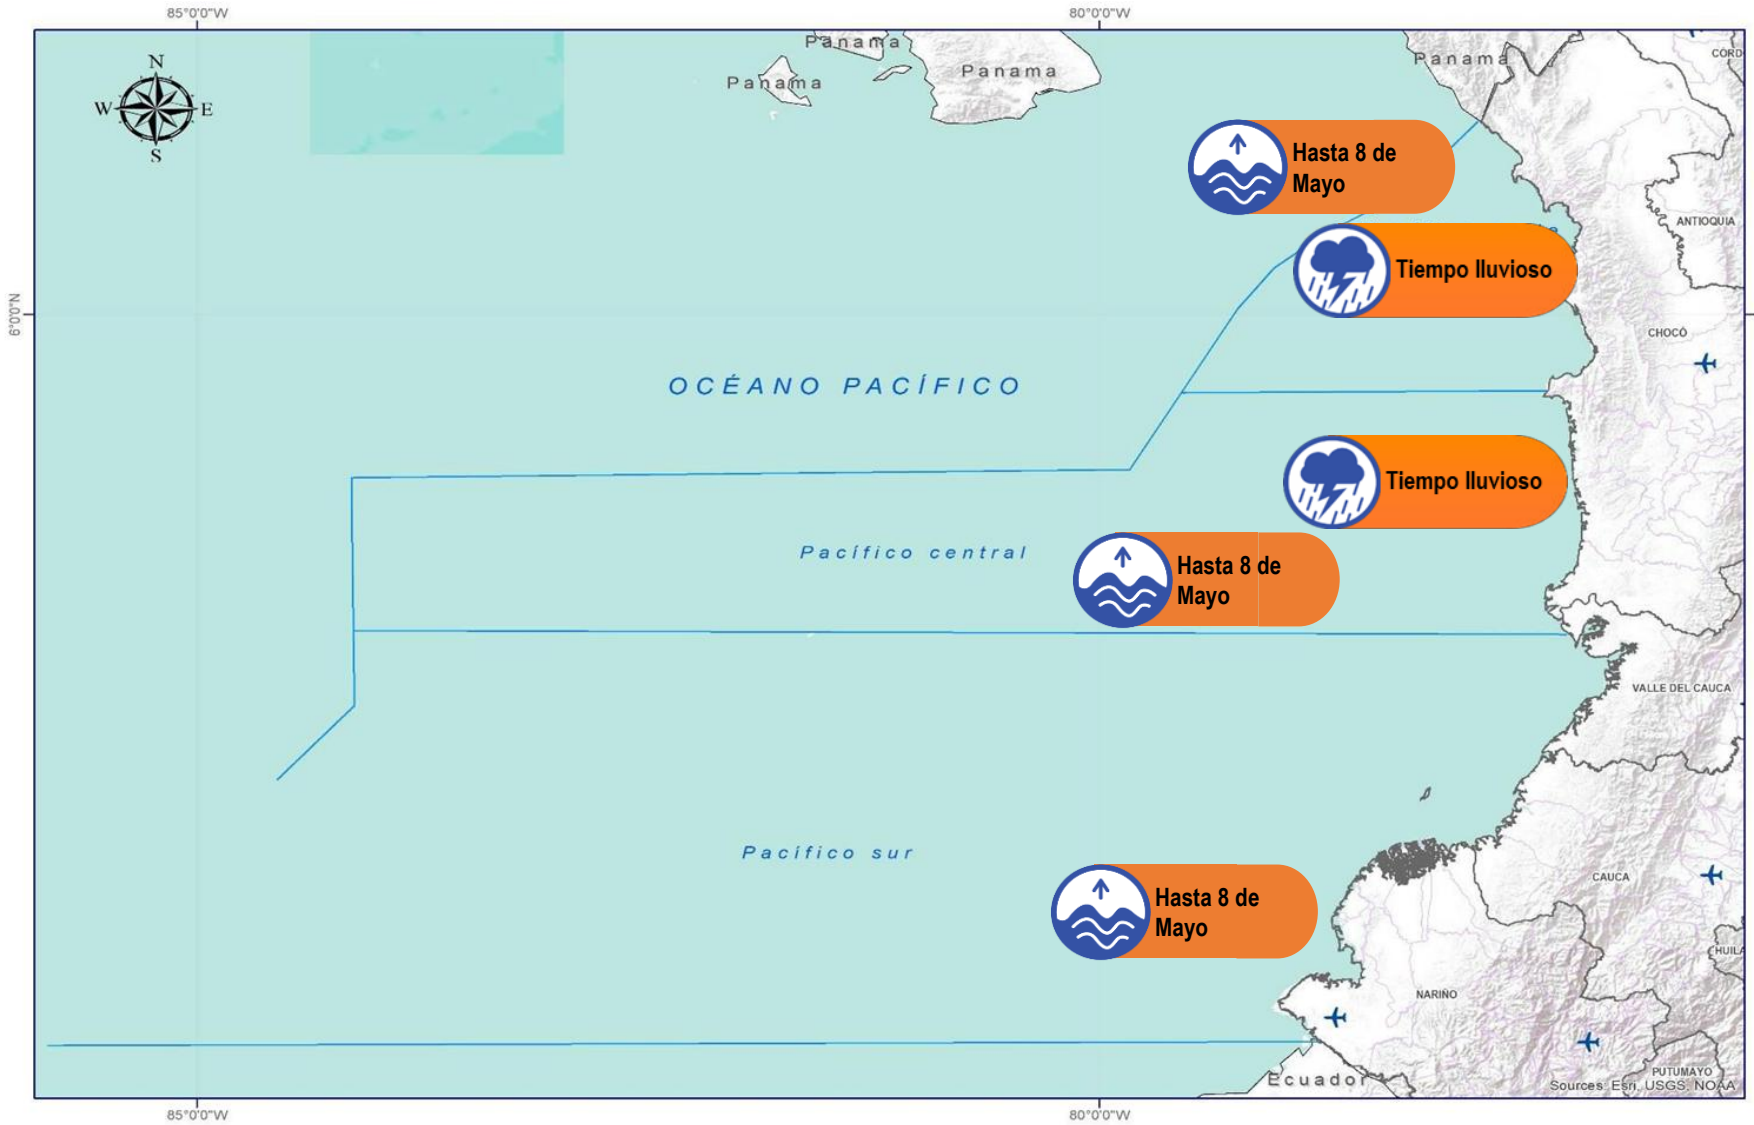 85°0'0"W
80°0'0"W
Panama
Panama
Panama
Panama
CORD
N
W
E
S
Hasta 8 de
Mayo
ANTIOQUIA
Tiempo lluvioso
6°0'0"N
CHOCÓ
OCÉANO PACÍFICO
Tiempo lluvioso
Pacífico central
Hasta 8 de
Mayo
VALLE DEL CAUCA
Pacífico sur
CAUCA
Hasta 8 de
Mayo
HUILA
NARIÑO
PUTUMAYO
Ecuador
Sources: Esri, USGS, NOAA
85°0'0"W
80°0'0"W